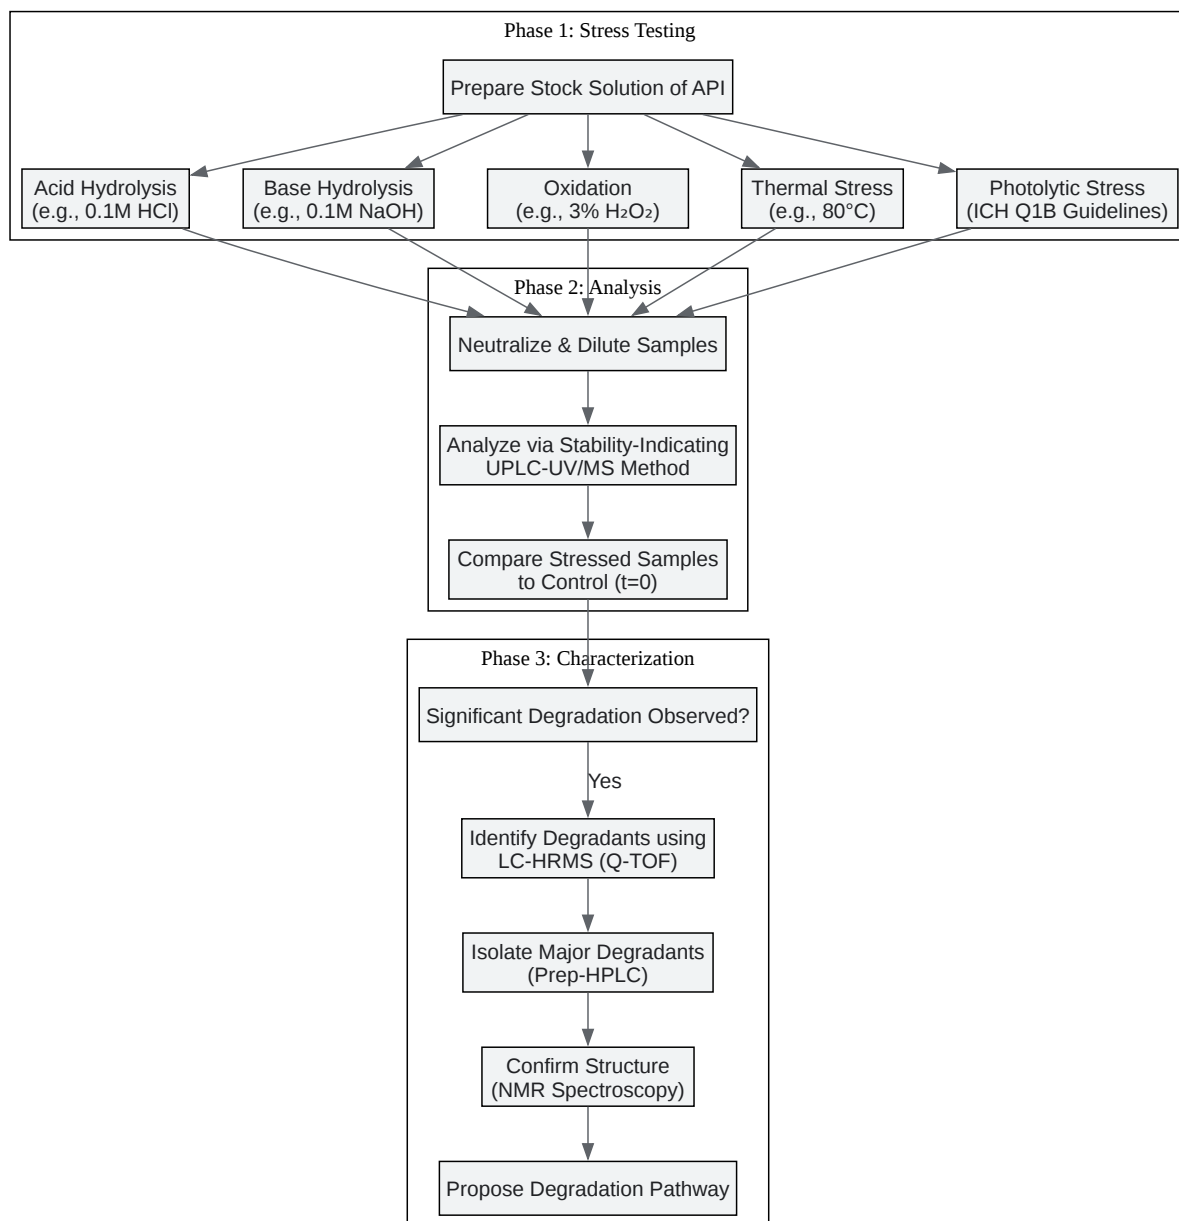 Phase 1: Stress Testing
Prepare Stock Solution of API
Acid Hydrolysis
(e.g., 0.1M HCl)
Base Hydrolysis
(e.g., 0.1M NaOH)
Oxidation
(e.g., 3% H₂O₂)
Thermal Stress
(e.g., 80°C)
Photolytic Stress
(ICH Q1B Guidelines)
Phase 2: Analysis
Neutralize & Dilute Samples
Analyze via Stability-Indicating
UPLC-UV/MS Method
Compare Stressed Samples
to Control (t=0)
Phase 3: Characterization
Significant Degradation Observed?
Yes
Identify Degradants using
LC-HRMS (Q-TOF)
Isolate Major Degradants
(Prep-HPLC)
Confirm Structure
(NMR Spectroscopy)
Propose Degradation Pathway